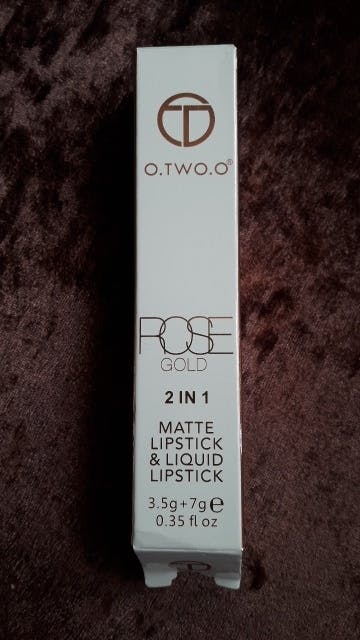 O.TWO.O®
ROSE
GOLD
2 IN 1
MATTE
LIPSTICK
& LIQUID
LIPSTICK
3.5g+7g℮
0.35 fl oz